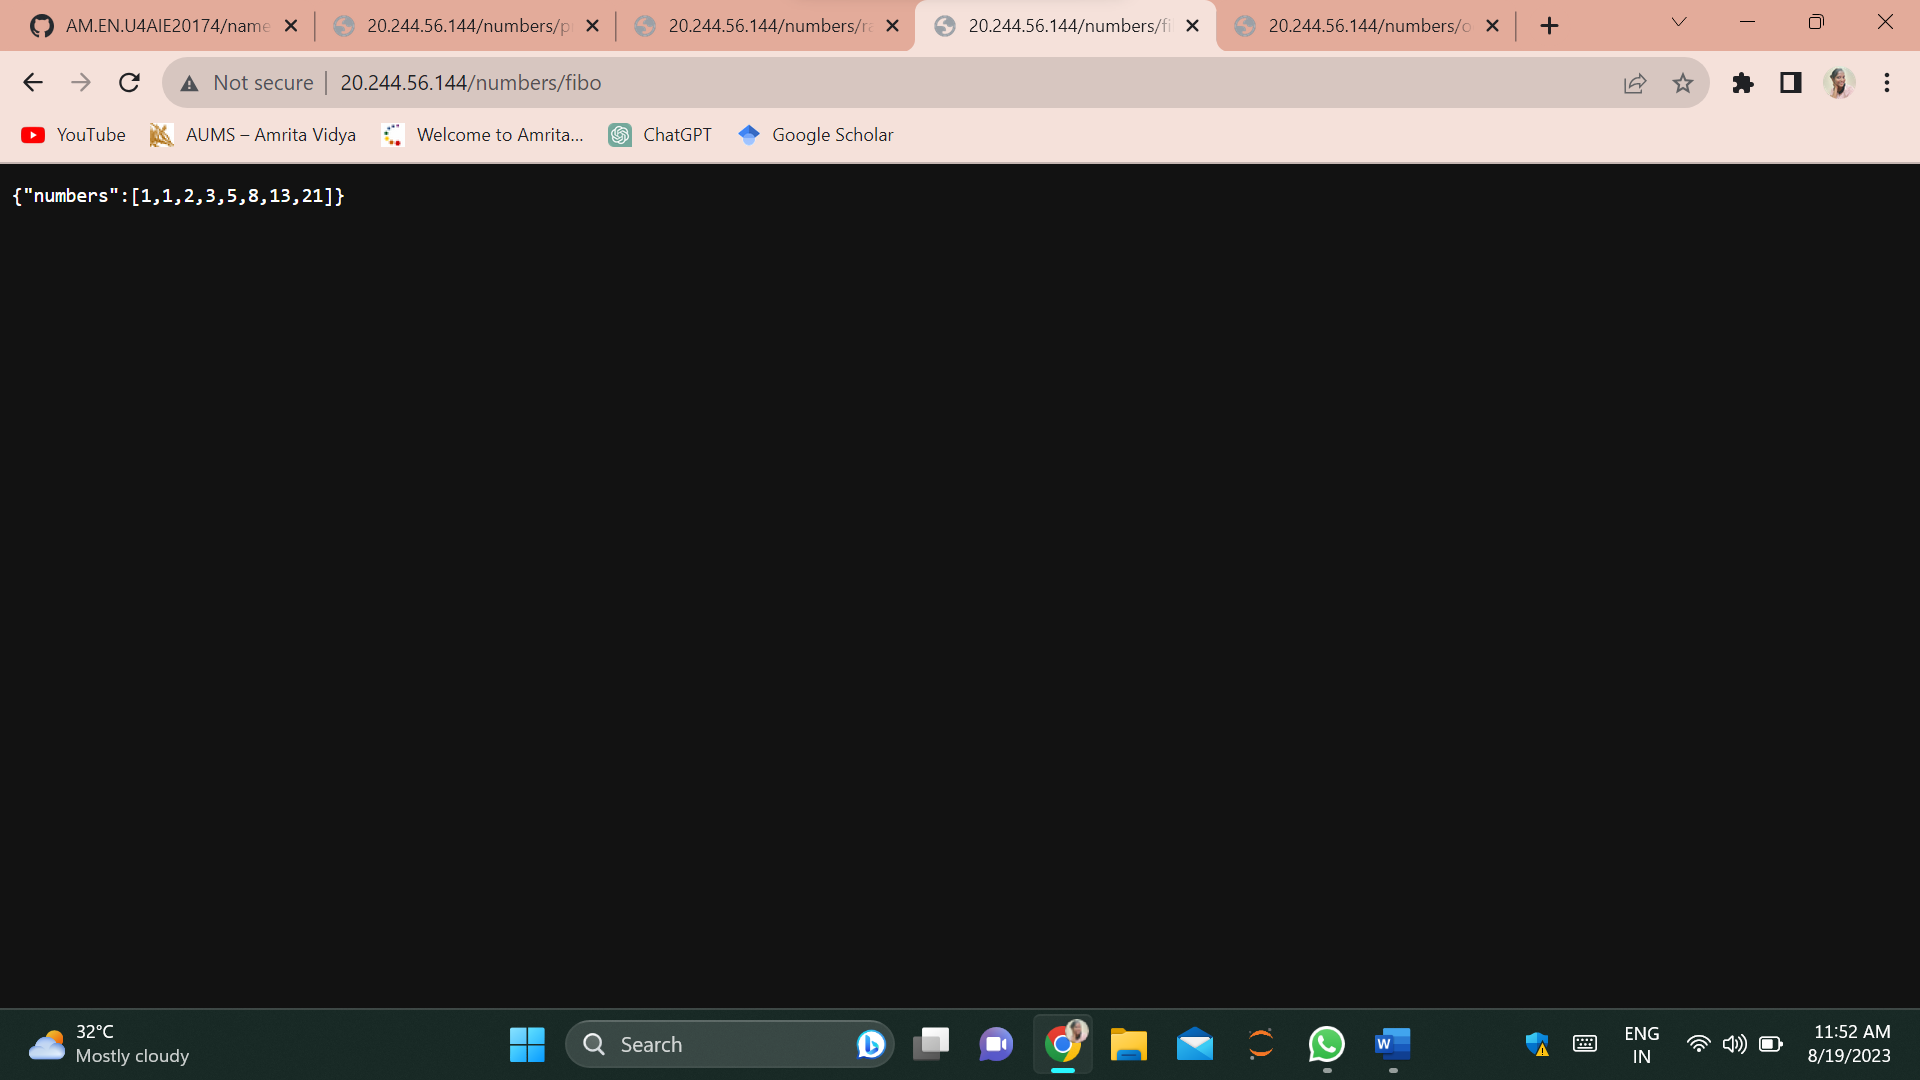 AM.EN.U4AIE20174/name
20.244.56.144/numbers/p
20.244.56.144/numbers/ra
20.244.56.144/numbers/fi
20.244.56.144/numbers/o
Not secure
20.244.56.144/numbers/fibo
YouTube
AUMS – Amrita Vidya
Welcome to Amrita...
ChatGPT
Google Scholar
{"numbers":[1,1,2,3,5,8,13,21]}
32°C
Mostly cloudy
Search
ENG
IN
11:52 AM
8/19/2023